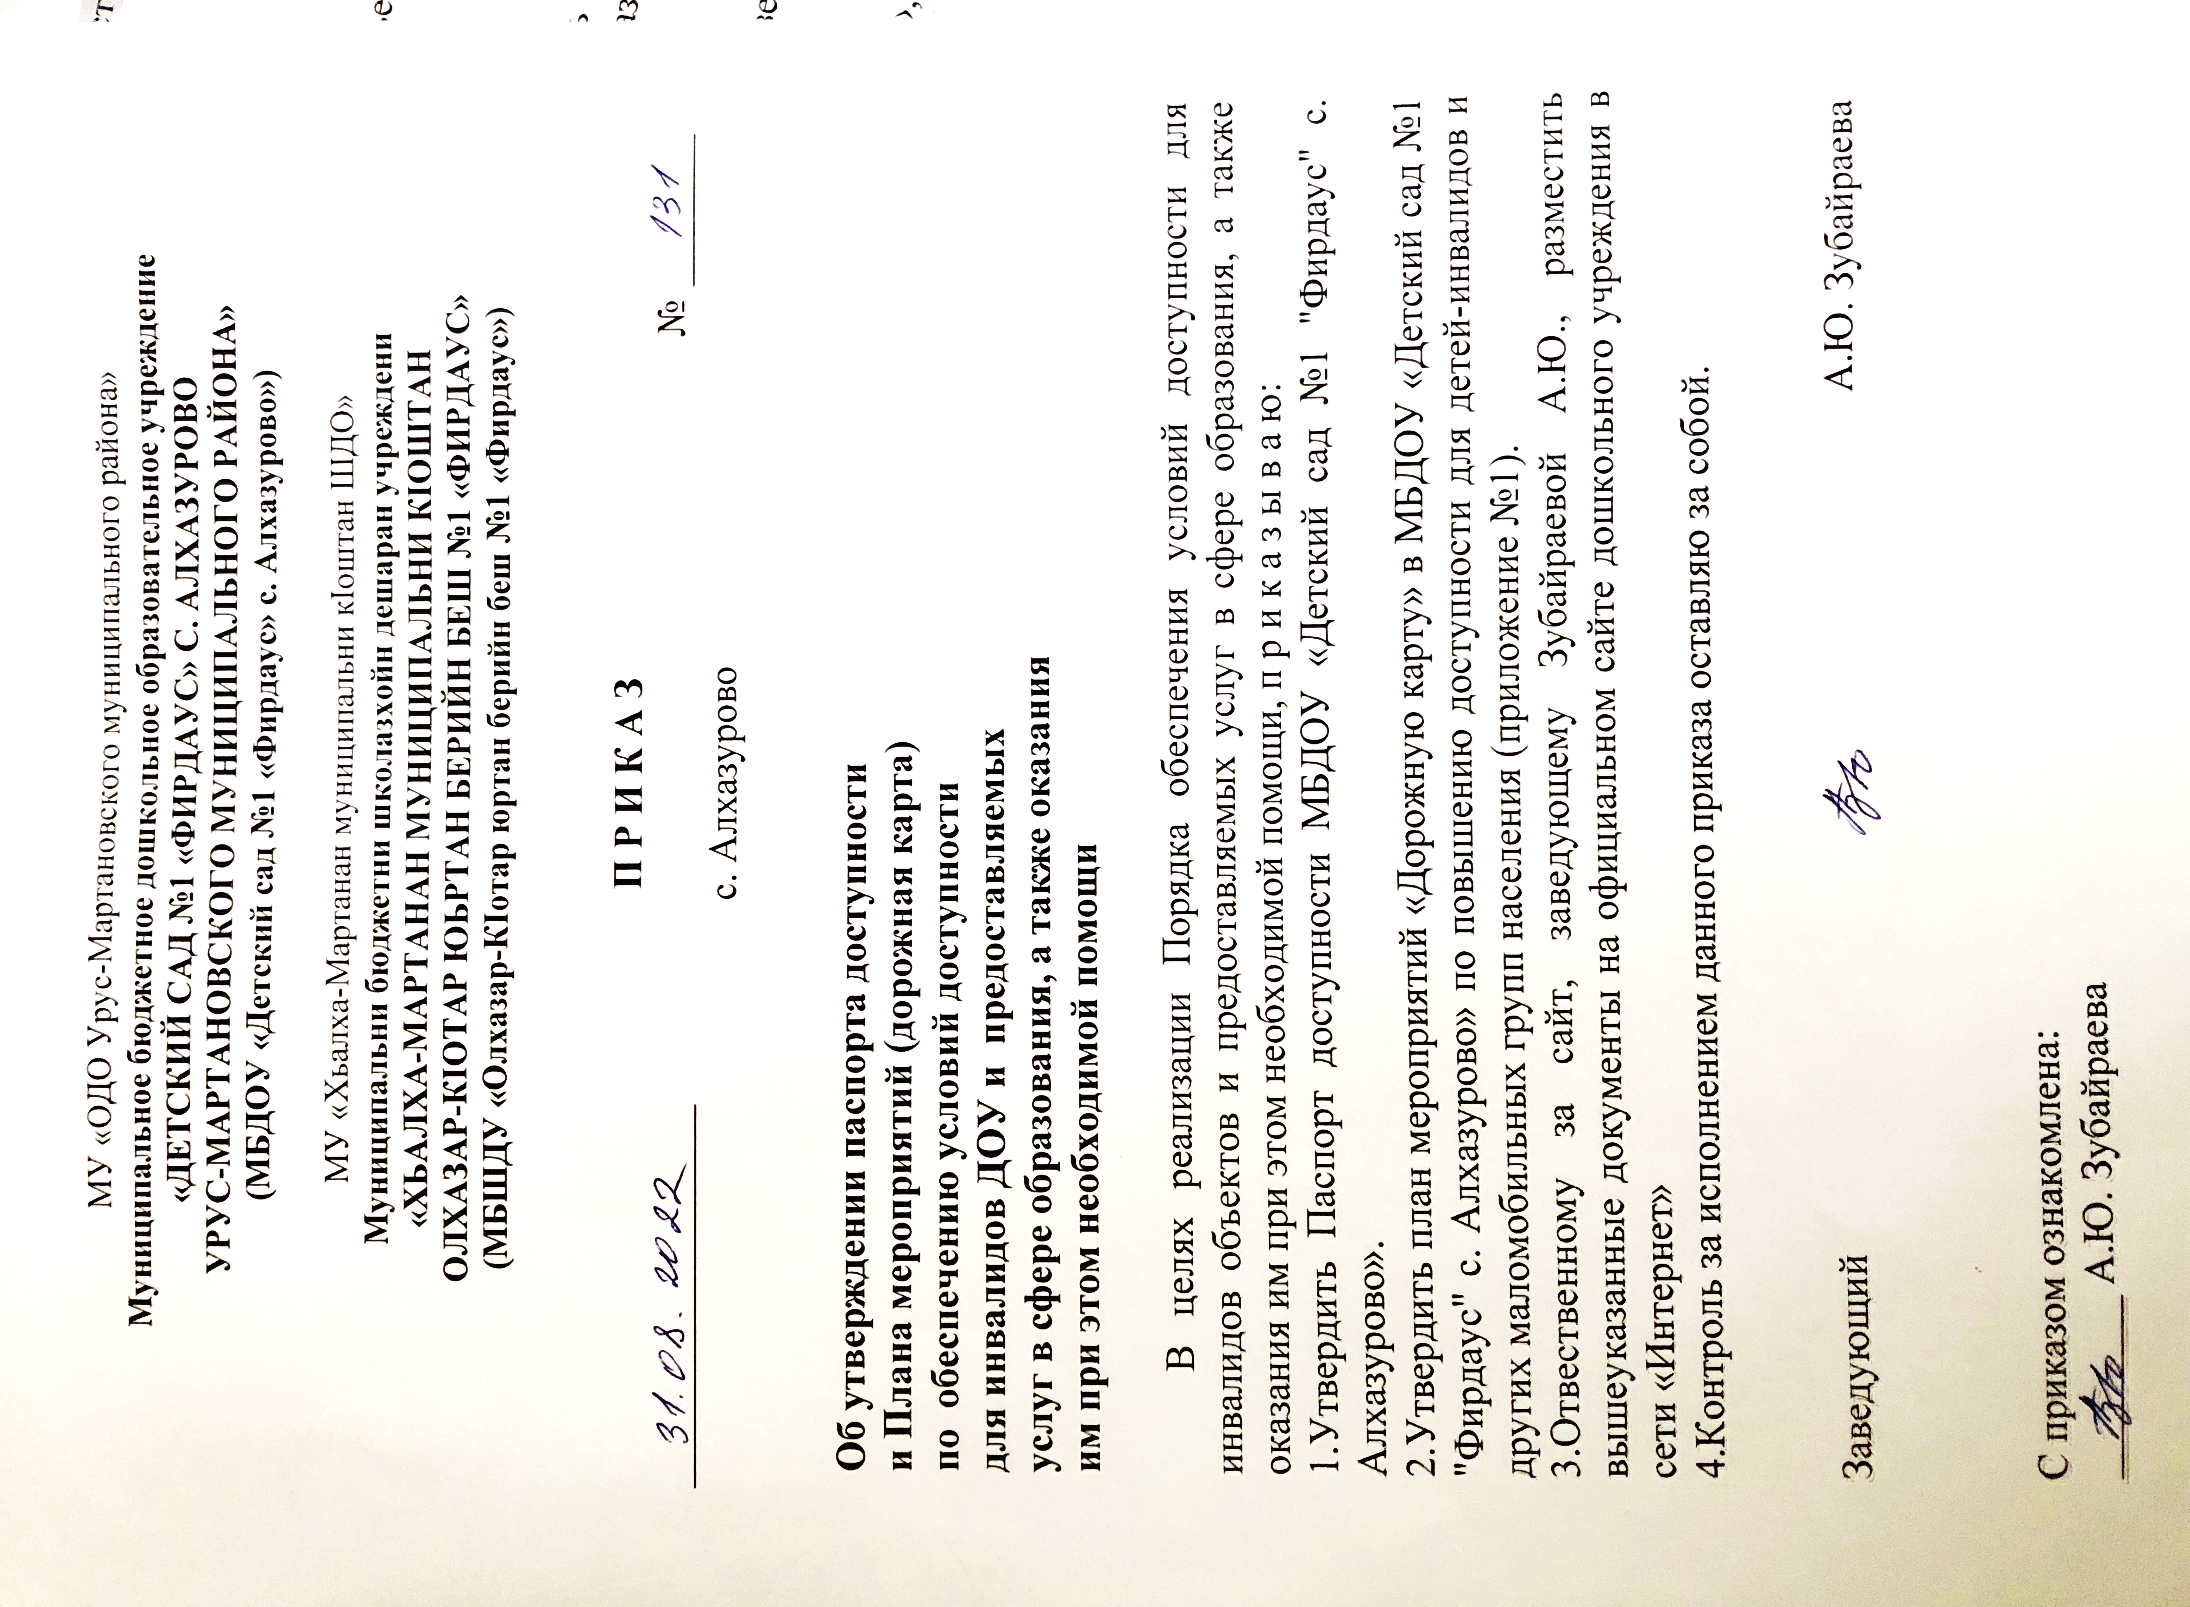 МУ «ОДО Урус-Мартановского муниципального района»
Муниципальное бюджетное дошкольное образовательное учреждение
«ДЕТСКИЙ САД №1 «ФИРДАУС» С. АЛХАЗУРОВО
УРУС-МАРТАНОВСКОГО МУНИЦИПАЛЬНОГО РАЙОНА»
(МБДОУ «Детский сад №1 «Фирдаус» с. Алхазурово»)
МУ «Хьалха-Мартанан муниципальни кIоштан ШДО»
Муниципальни бюджетни школазхойн дешаран учреждени
«ХЬАЛХА-МАРТАНАН МУНИЦИПАЛЬНИ КIОШТАН
ОЛХАЗАР-КIОТАР ЮЬРТАН БЕРИЙН БЕШ №1 «ФИРДАУС»
(МБШДУ «Олхазар-КIотар юртан берийн беш №1 «Фирдаус»)
П Р И К А З
31.08.2022 № 131
с. Алхазурово
Об утверждении паспорта доступности
и Плана мероприятий (дорожная карта)
по обеспечению условий доступности
для инвалидов ДОУ и предоставляемых
услуг в сфере образования, а также оказания
им при этом необходимой помощи
В целях реализации Порядка обеспечения условий доступности для
инвалидов объектов и предоставляемых услуг в сфере образования, а также
оказания им при этом необходимой помощи, п р и к а з ы в а ю:
1.Утвердить Паспорт доступности МБДОУ «Детский сад №1 "Фирдаус" с.
Алхазурово».
2.Утвердить план мероприятий «Дорожную карту» в МБДОУ «Детский сад №1
"Фирдаус" с. Алхазурово» по повышению доступности для детей-инвалидов и
других маломобильных групп населения (приложение №1).
3.Ответственному за сайт, заведующему Зубайраевой А.Ю., разместить
вышеуказанные документы на официальном сайте дошкольного учреждения в
сети «Интернет»
4.Контроль за исполнением данного приказа оставляю за собой.
Заведующий А.Ю. Зубайраева
С приказом ознакомлена:
А.Ю. Зубайраева